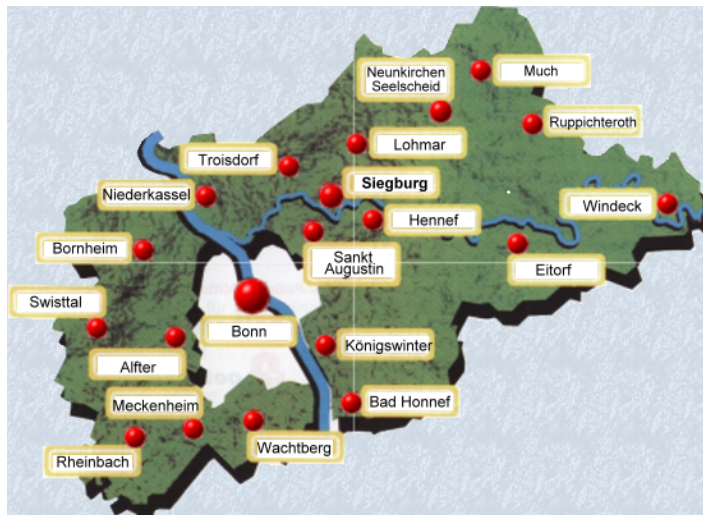 Neunkirchen
Seelscheid
Much
Ruppichteroth
Lohmar
Troisdorf
Siegburg
Niederkassel
Windeck
Hennef
Bornheim
Sankt
Augustin
Eitorf
Swisttal
Bonn
Königswinter
Alfter
Meckenheim
Bad Honnef
Wachtberg
Rheinbach